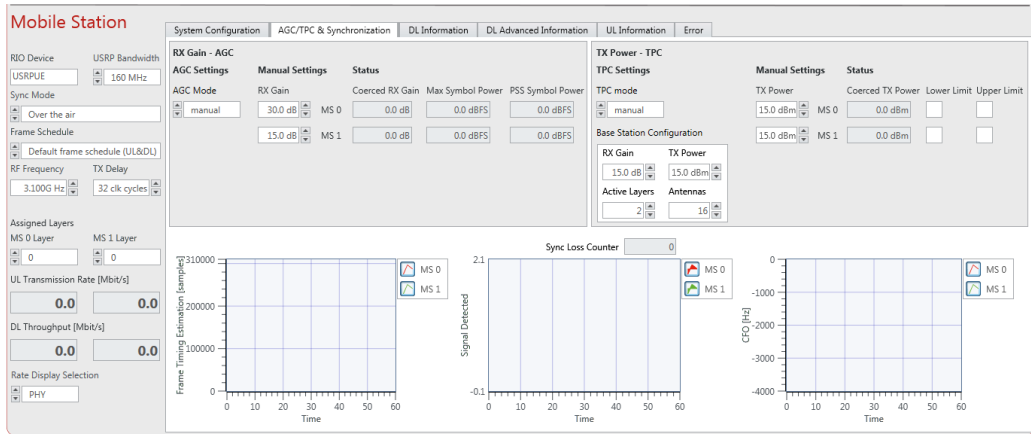 Mobile Station
System Configuration AGC/TPC & Synchronization DL Information DL Advanced Information UL Information Error
RIO Device USRP Bandwidth
USRPUE 160 MHz
Sync Mode
Over the air
Frame Schedule
Default frame schedule (UL&DL)
RF Frequency TX Delay
3.100G Hz 32 clk cycles
Assigned Layers
MS 0 Layer MS 1 Layer
0 0
UL Transmission Rate [Mbit/s]
0.0 0.0
DL Throughput [Mbit/s]
0.0 0.0
Rate Display Selection
PHY
RX Gain - AGC
AGC Settings Manual Settings Status
AGC Mode RX Gain Coerced RX Gain Max Symbol Power PSS Symbol Power
manual 30.0 dB MS 0 0.0 dB 0.0 dBFS 0.0 dBFS
15.0 dB MS 1 0.0 dB 0.0 dBFS 0.0 dBFS
TX Power - TPC
TPC Settings Manual Settings Status
TPC mode TX Power Coerced TX Power Lower Limit Upper Limit
manual 15.0 dBm MS 0 0.0 dBm
15.0 dBm MS 1 0.0 dBm
Base Station Configuration
RX Gain TX Power
15.0 dB 15.0 dBm
Active Layers Antennas
2 16
Sync Loss Counter 0
Frame Timing Estimation [samples]
310000
200000
100000
0
0 10 20 30 40 50 60
Time
MS 0
MS 1
Signal Detected
2.1
-0.1
0 10 20 30 40 50 60
Time
MS 0
MS 1
CFO [Hz]
0
-1000
-2000
-3000
-4000
0 10 20 30 40 50 60
Time
MS 0
MS 1